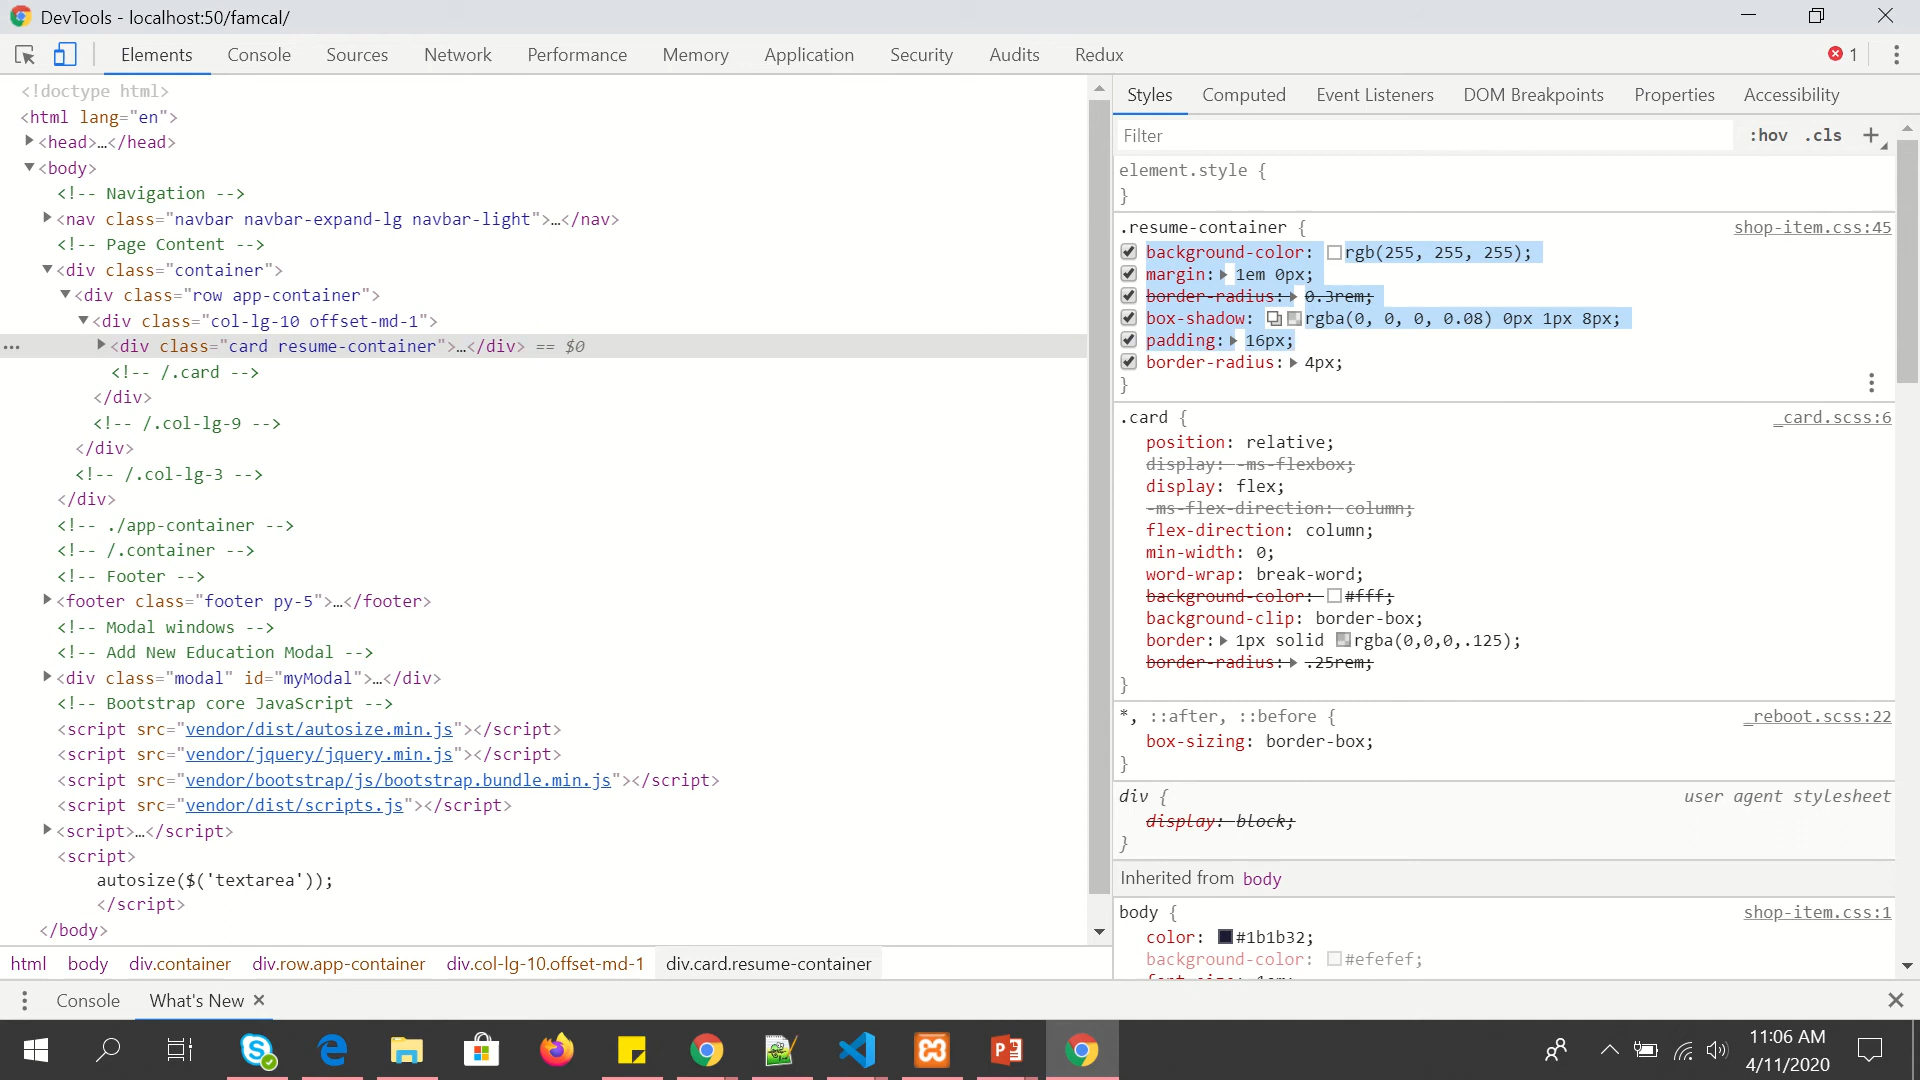 DevTools - localhost:50/famcal/
Elements Console Sources Network Performance Memory Application Security Audits Redux 1
<!doctype html>
<html lang="en">
<head>…</head>
<body>
<!-- Navigation -->
<nav class="navbar navbar-expand-lg navbar-light">…</nav>
<!-- Page Content -->
<div class="container">
<div class="row app-container">
<div class="col-lg-10 offset-md-1">
<div class="card resume-container">…</div> == $0
<!-- /.card -->
</div>
<!-- /.col-lg-9 -->
</div>
<!-- /.col-lg-3 -->
</div>
<!-- ./app-container -->
<!-- /.container -->
<!-- Footer -->
<footer class="footer py-5">…</footer>
<!-- Modal windows -->
<!-- Add New Education Modal -->
<div class="modal" id="myModal">…</div>
<!-- Bootstrap core JavaScript -->
<script src="vendor/dist/autosize.min.js"></script>
<script src="vendor/jquery/jquery.min.js"></script>
<script src="vendor/bootstrap/js/bootstrap.bundle.min.js"></script>
<script src="vendor/dist/scripts.js"></script>
<script>…</script>
<script>
autosize($('textarea'));
</script>
</body>
html body div.container div.row.app-container div.col-lg-10.offset-md-1 div.card.resume-container
Styles Computed Event Listeners DOM Breakpoints Properties Accessibility
Filter :hov .cls +
element.style {
}
.resume-container { shop-item.css:45
background-color: rgb(255, 255, 255);
margin: 1em 0px;
border-radius: 0.3rem;
box-shadow: rgba(0, 0, 0, 0.08) 0px 1px 8px;
padding: 16px;
border-radius: 4px;
}
.card { _card.scss:6
position: relative;
display: -ms-flexbox;
display: flex;
-ms-flex-direction: column;
flex-direction: column;
min-width: 0;
word-wrap: break-word;
background-color: #fff;
background-clip: border-box;
border: 1px solid rgba(0,0,0,.125);
border-radius: .25rem;
}
*, ::after, ::before { _reboot.scss:22
box-sizing: border-box;
}
div { user agent stylesheet
display: block;
}
Inherited from body
body { shop-item.css:1
color: #1b1b32;
background-color: #efefef;
font-size: 1em;
Console What's New
11:06 AM
4/11/2020